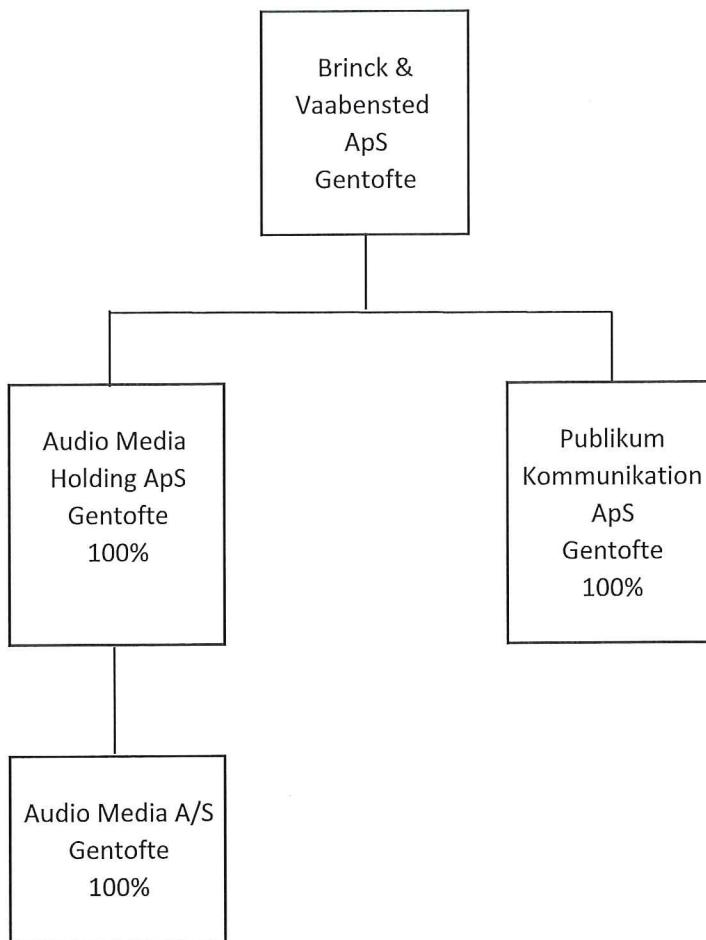 Brinck &
Vaabensted
ApS
Gentofte
Audio Media
Holding ApS
Gentofte
100%
Publikum
Kommunikation
ApS
Gentofte
100%
Audio Media A/S
Gentofte
100%